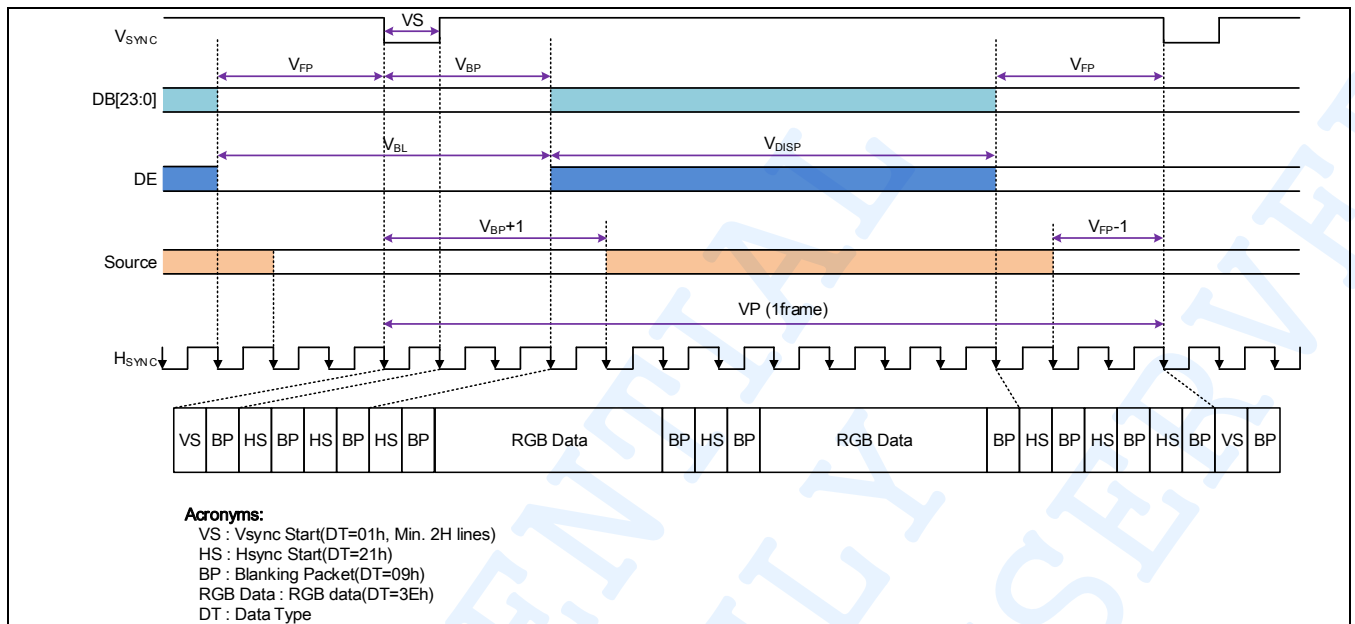 VS
VSYNC
VFP VBP VFP
DB[23:0]
VBL VDISP
DE
VBP+1 VFP-1
Source
VP (1frame)
HSYNC
VS BP HS BP HS BP HS BP RGB Data BP HS BP RGB Data BP HS BP HS BP HS BP VS BP
Acronyms:
VS : Vsync Start(DT=01h, Min. 2H lines)
HS : Hsync Start(DT=21h)
BP : Blanking Packet(DT=09h)
RGB Data : RGB data(DT=3Eh)
DT : Data Type